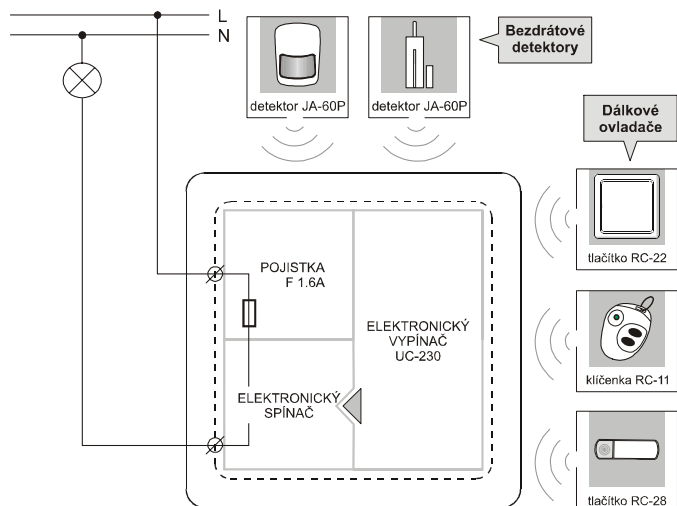 L
N
Bezdrátové
detektory
detektor JA-60P
detektor JA-60P
Dálkové
ovladače
tlačítko RC-22
POJISTKA
F 1.6A
ELEKTRONICKÝ
VYPÍNAČ
UC-230
klíčenka RC-11
ELEKTRONICKÝ
SPÍNAČ
tlačítko RC-28